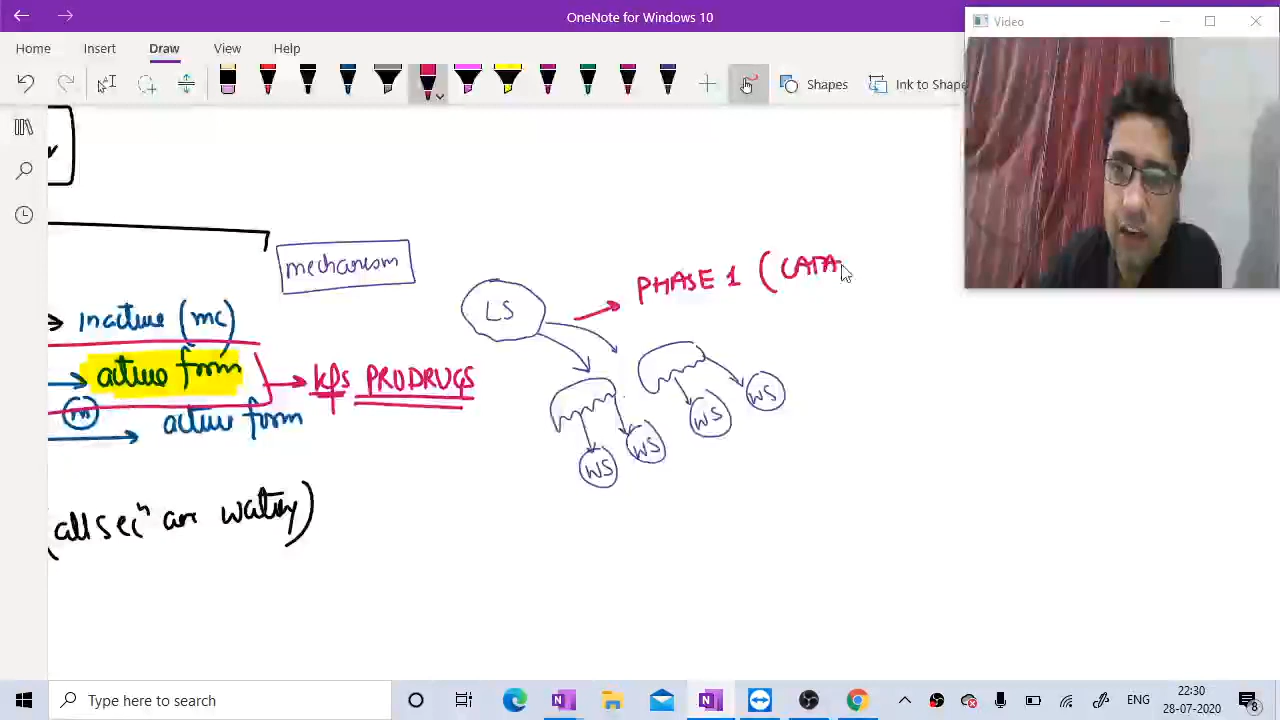 OneNote for Windows 10
Video
Home Insert Draw View Help
Shapes
Ink to Shape
mechanism
PHASE 1 (CATA
LS
inactive (mc)
active form
kfs PRODRUGS
m
active form
WS
WS
WS
WS
(all secⁿ are watery)
Type here to search
ENG
22:30
28-07-2020
8